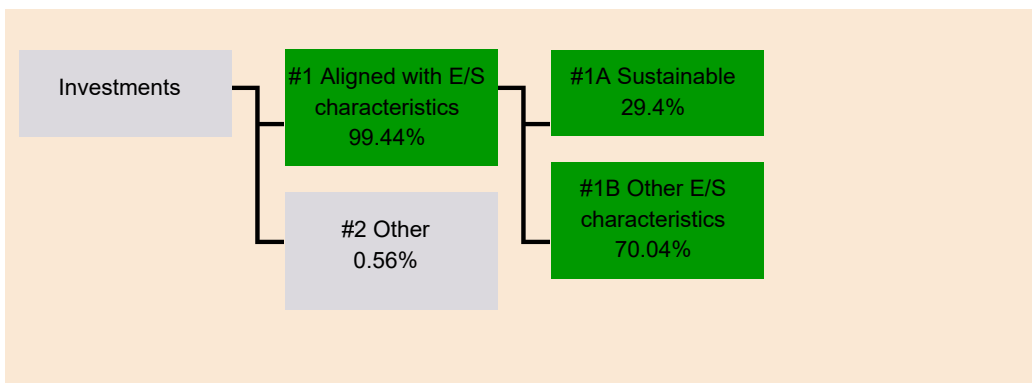 Investments
#1 Aligned with E/S
characteristics
99.44%
#2 Other
0.56%
#1A Sustainable
29.4%
#1B Other E/S
characteristics
70.04%